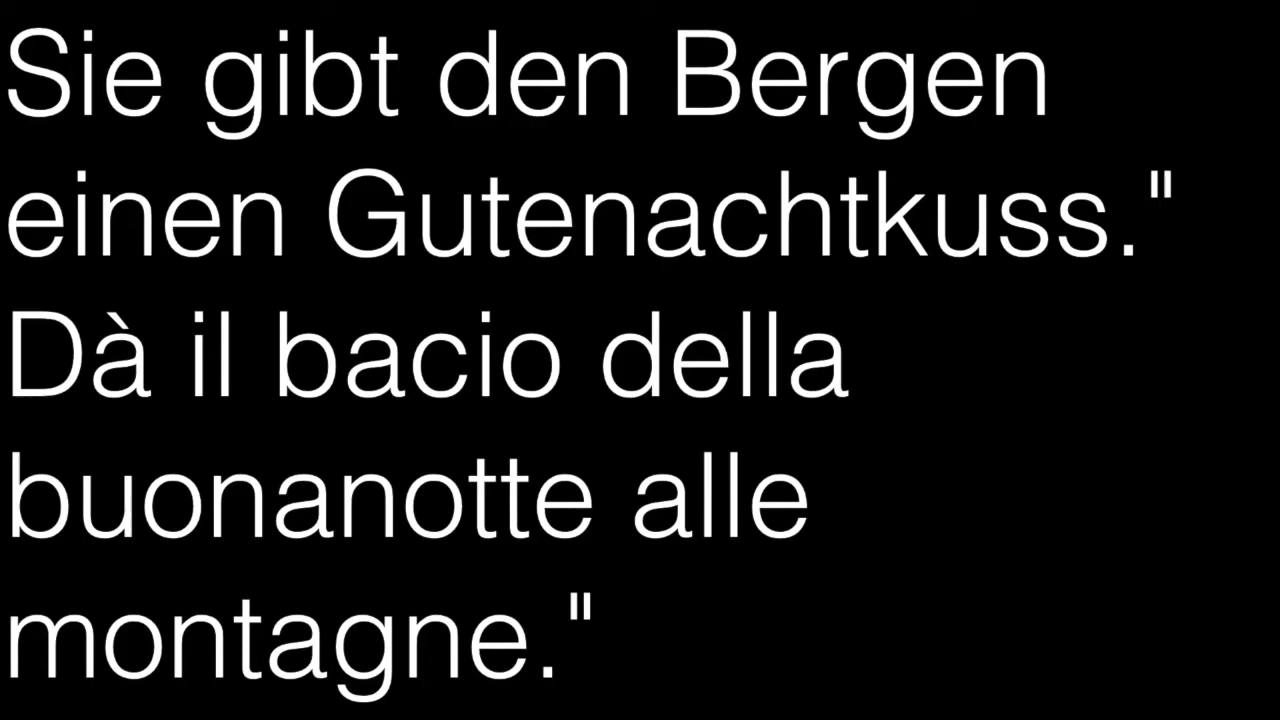 Sie gibt den Bergen
einen Gutenachtkuss."
Dà il bacio della
buonanotte alle
montagne."